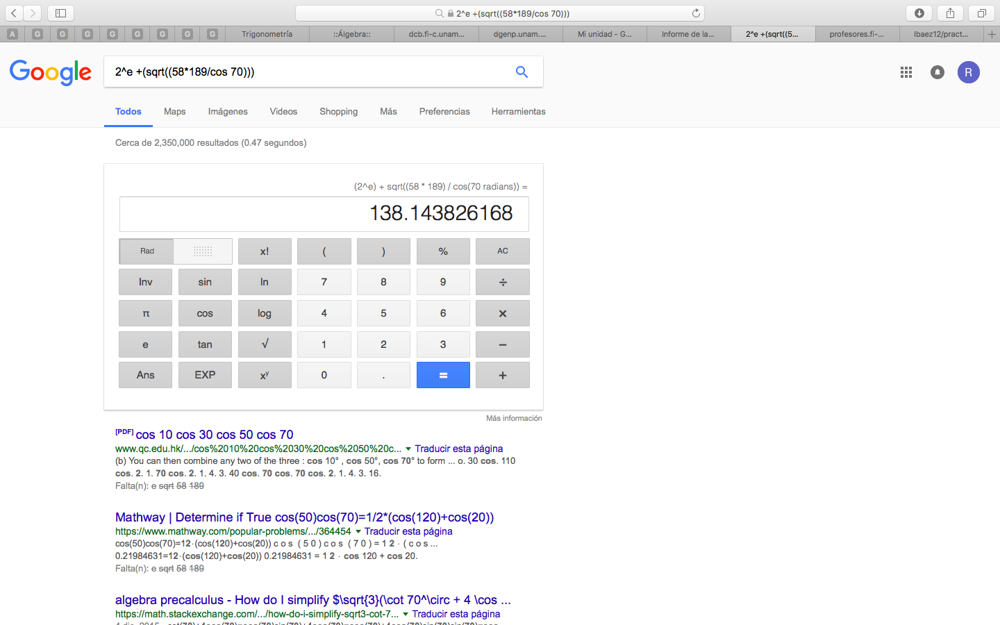 2^e +(sqrt((58*189/cos 70)))
A G G G G G G G G Trigonometría ::Álgebra:: dcb.fi-c.unam... dgenp.unam.... Mi unidad - G... Informe de la... 2^e +(sqrt((5... profesores.fi-... lbaez12/pract... +
Google 2^e +(sqrt((58*189/cos 70))) R
Todos Maps Imágenes Videos Shopping Más Preferencias Herramientas
Cerca de 2,350,000 resultados (0.47 segundos)
(2^e) + sqrt((58 * 189) / cos(70 radians)) =
138.143826168
Rad x! ( ) % AC
Inv sin ln 7 8 9 ÷
π cos log 4 5 6 ×
e tan √ 1 2 3 −
Ans EXP xʸ 0 . = +
Más información
[PDF] cos 10 cos 30 cos 50 cos 70
www.qc.edu.hk/.../cos%2010%20cos%2030%20cos%2050%20c... Traducir esta página
(b) You can then combine any two of the three : cos 10° , cos 50°, cos 70° to form ... o. 30 cos. 110
cos. 2. 1. 70 cos. 2. 1. 4. 3. 40 cos. 70 cos. 70 cos. 2. 1. 4. 3. 16.
Falta(n): e sqrt 58 189
Mathway | Determine if True cos(50)cos(70)=1/2*(cos(120)+cos(20))
https://www.mathway.com/popular-problems/.../364454 Traducir esta página
cos(50)cos(70)=12·(cos(120)+cos(20)) c o s ( 5 0 ) c o s ( 7 0 ) = 1 2 · ( c o s ...
0.21984631=12·(cos(120)+cos(20)) 0.21984631 = 1 2 · cos 120 + cos 20.
Falta(n): e sqrt 58 189
algebra precalculus - How do I simplify $\sqrt{3}(\cot 70^\circ + 4 \cos ...
https://math.stackexchange.com/.../how-do-i-simplify-sqrt3-cot-7... Traducir esta página